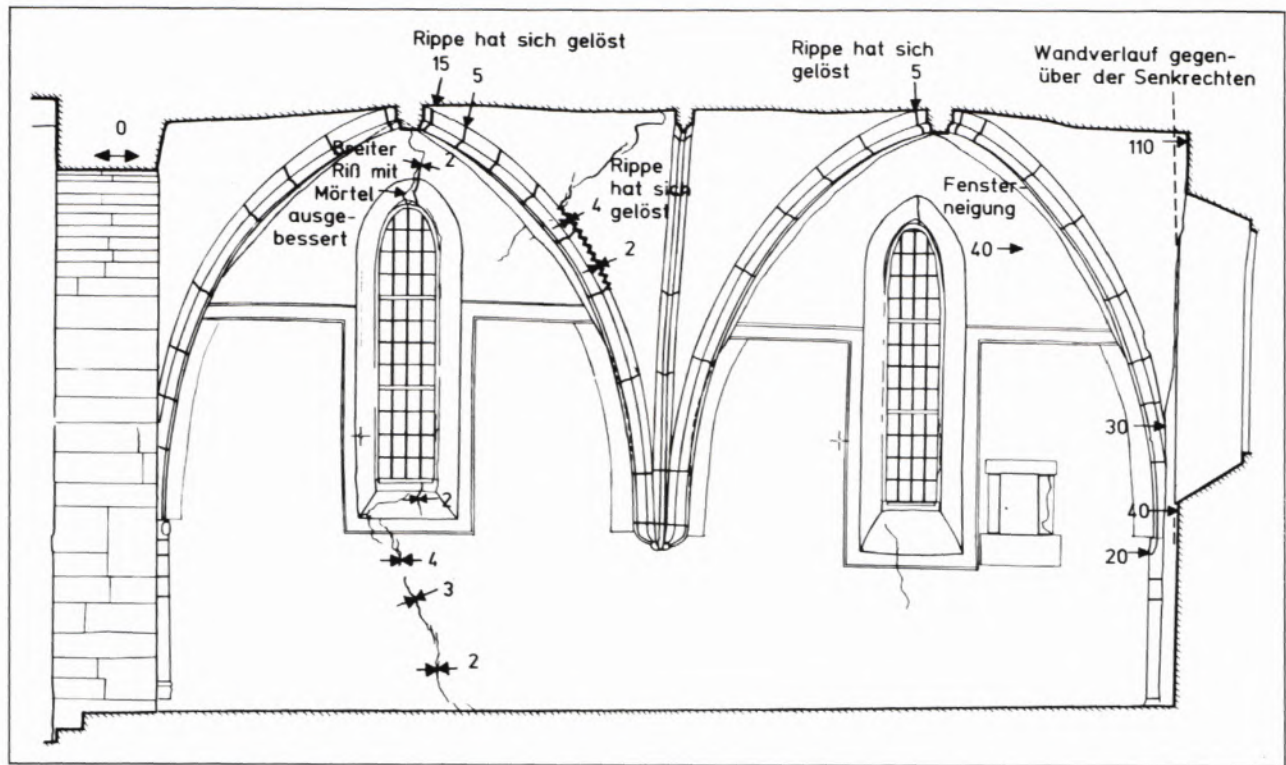 Rippe hat sich gelöst
15
5
Rippe hat sich
gelöst
5
Wandverlauf gegen-
über der Senkrechten
0
110
Breiter
Riß mit
Mörtel
ausge-
bessert
2
Rippe
hat sich
gelöst
4
2
Fenster-
neigung
40
30
2
40
20
4
3
2